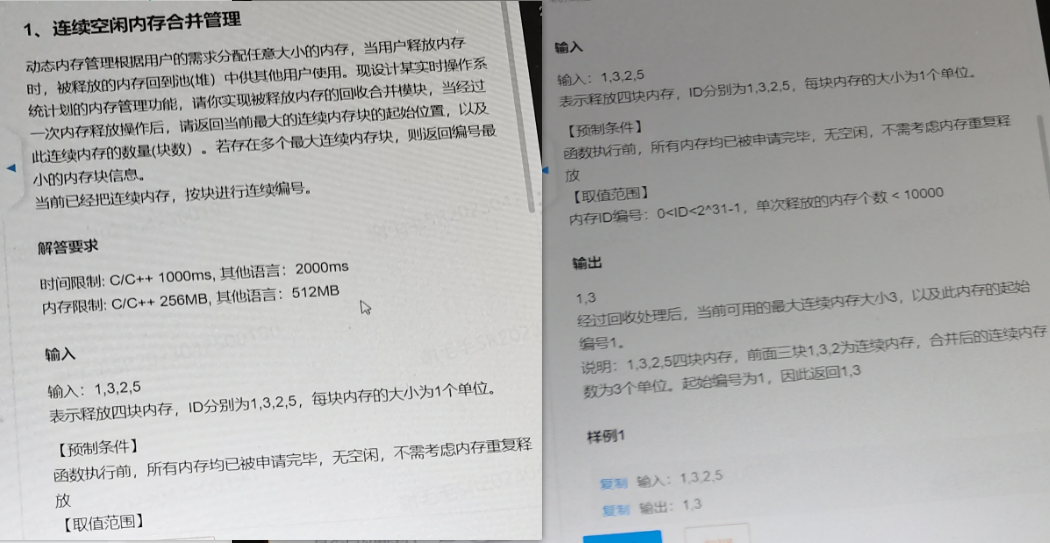 1、连续空闲内存合并管理
动态内存管理根据用户的需求分配任意大小的内存，当用户释放内存
时，被释放的内存回到池(堆）中供其他用户使用。现设计某实时操作系
统计划的内存管理功能，请你实现被释放内存的回收合并模块，当经过
一次内存释放操作后，请返回当前最大的连续内存块的起始位置，以及
此连续内存的数量(块数）。若存在多个最大连续内存块，则返回编号最
小的内存块信息。
当前已经把连续内存，按块进行连续编号。
解答要求
时间限制: C/C++ 1000ms, 其他语言：2000ms
内存限制: C/C++ 256MB, 其他语言：512MB
输入
输入：1,3,2,5
表示释放四块内存，ID分别为1,3,2,5，每块内存的大小为1个单位。
【预制条件】
函数执行前，所有内存均已被申请完毕，无空闲，不需考虑内存重复释
放
【取值范围】
输入
输入：1,3,2,5
表示释放四块内存，ID分别为1,3,2,5，每块内存的大小为1个单位。
【预制条件】
函数执行前，所有内存均已被申请完毕，无空闲，不需考虑内存重复释
放
【取值范围】
内存ID编号：0<ID<2^31-1，单次释放的内存个数 < 10000
输出
1,3
经过回收处理后，当前可用的最大连续内存大小3，以及此内存的起始
编号1。
说明：1,3,2,5四块内存，前面三块1,3,2为连续内存，合并后的连续内存
数为3个单位。起始编号为1，因此返回1,3
样例1
复制 输入：1,3,2,5
复制 输出：1,3